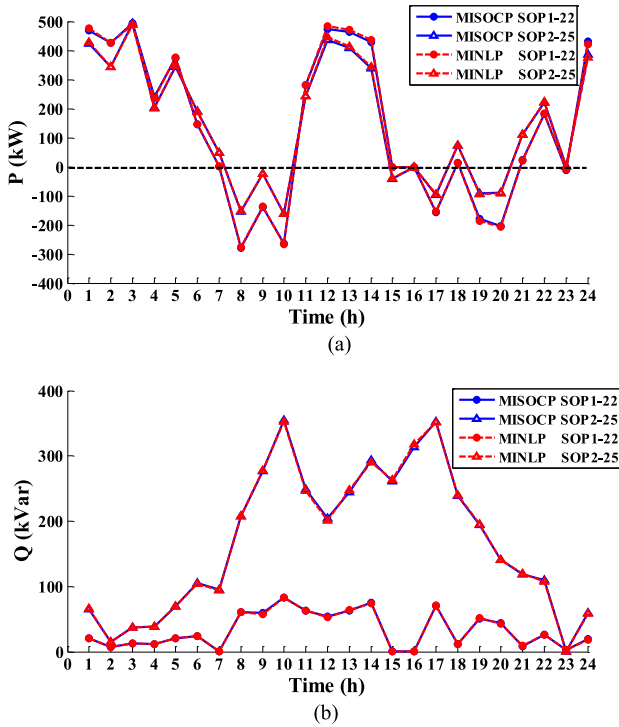 500
400
300
200
100
0
-100
-200
-300
-400
P (kW)
MISOCP SOP1-22
MISOCP SOP2-25
MINLP SOP1-22
MINLP SOP2-25
0 1 2 3 4 5 6 7 8 9 10 11 12 13 14 15 16 17 18 19 20 21 22 23 24
Time (h)
(a)
400
300
200
100
0
Q (kVar)
MISOCP SOP1-22
MISOCP SOP2-25
MINLP SOP1-22
MINLP SOP2-25
0 1 2 3 4 5 6 7 8 9 10 11 12 13 14 15 16 17 18 19 20 21 22 23 24
Time (h)
(b)